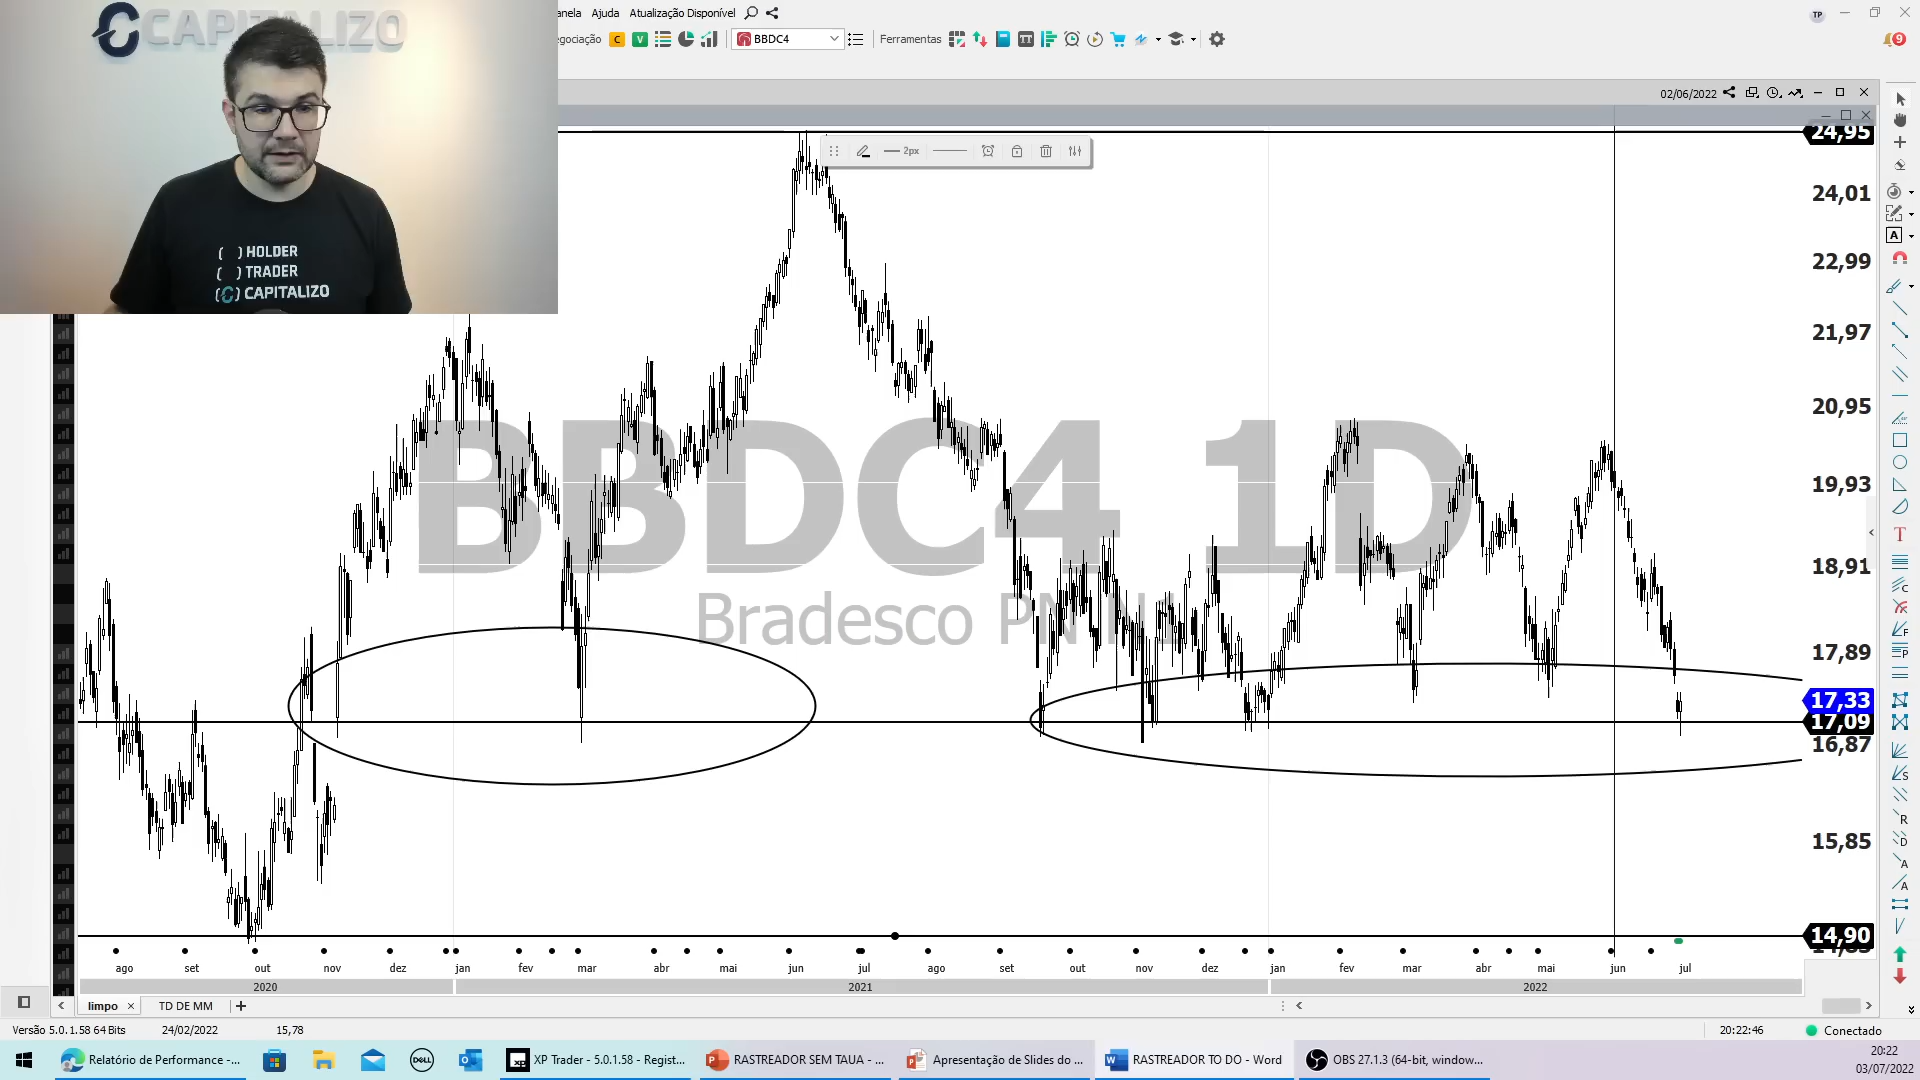 CAPITALIZO
( ) HOLDER
( ) TRADER
( ) CAPITALIZO
Ajuda Atualização Disponível
BBDC4
Ferramentas
TP
9
02/06/2022
2px
24,95
24,01
22,99
21,97
20,95
19,93
18,91
17,89
17,33
17,09
16,87
15,85
14,90
BBDC4 1D
Bradesco PN N1
ago set out nov dez jan fev mar abr mai jun jul ago set out nov dez jan fev mar abr mai jun jul
2020 2021 2022
limpo TD DE MM
Versão 5.0.1.58 64 Bits 24/02/2022 15,78 20:22:46 Conectado
Relatório de Performance -... DELL XP Trader - 5.0.1.58 - Regist... RASTREADOR SEM TAUA - ... Apresentação de Slides do ... RASTREADOR TO DO - Word OBS 27.1.3 (64-bit, window...
20:22
03/07/2022